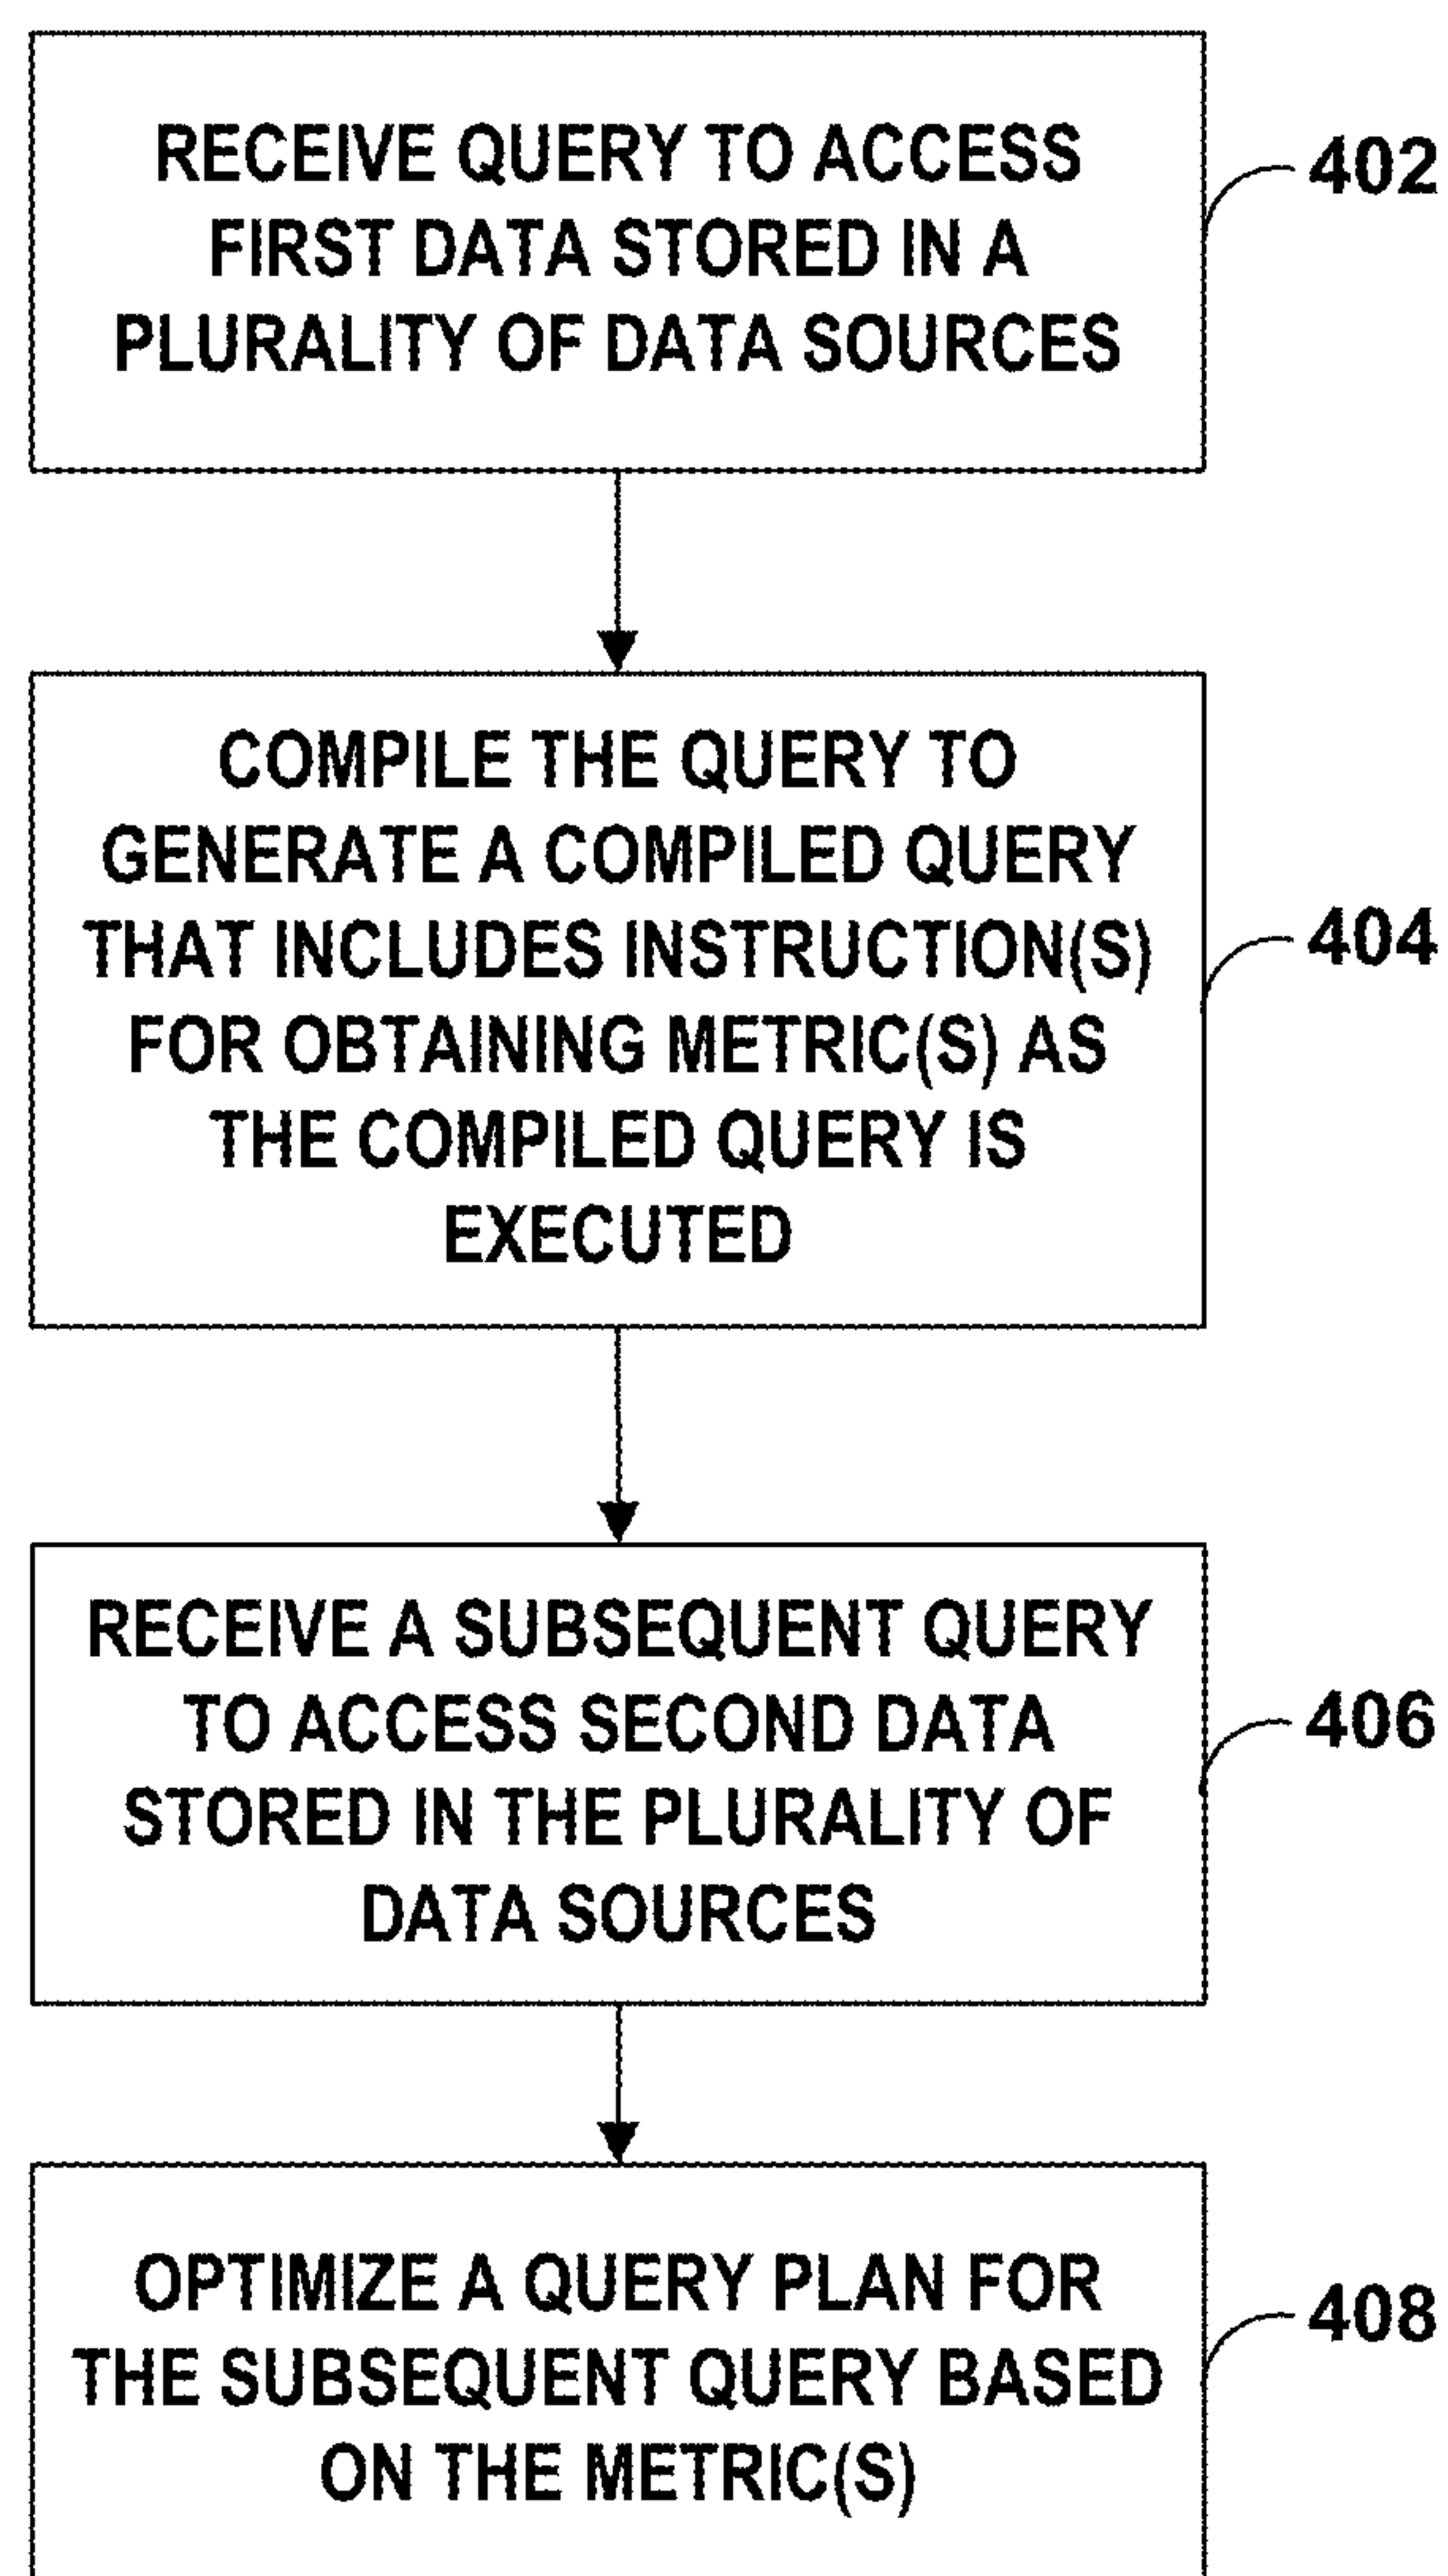 RECEIVE QUERY TO ACCESS
FIRST DATA STORED IN A
PLURALITY OF DATA SOURCES
402
COMPILE THE QUERY TO
GENERATE A COMPILED QUERY
THAT INCLUDES INSTRUCTION(S)
FOR OBTAINING METRIC(S) AS
THE COMPILED QUERY IS
EXECUTED
404
RECEIVE A SUBSEQUENT QUERY
TO ACCESS SECOND DATA
STORED IN THE PLURALITY OF
DATA SOURCES
406
OPTIMIZE A QUERY PLAN FOR
THE SUBSEQUENT QUERY BASED
ON THE METRIC(S)
408